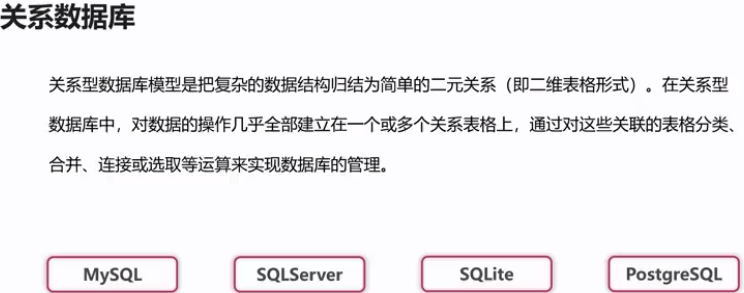 关系数据库
关系型数据库模型是把复杂的数据结构归结为简单的二元关系（即二维表格形式）。在关系型
数据库中，对数据的操作几乎全部建立在一个或多个关系表格上，通过对这些关联的表格分类、
合并、连接或选取等运算来实现数据库的管理。
MySQL
SQLServer
SQLite
PostgreSQL